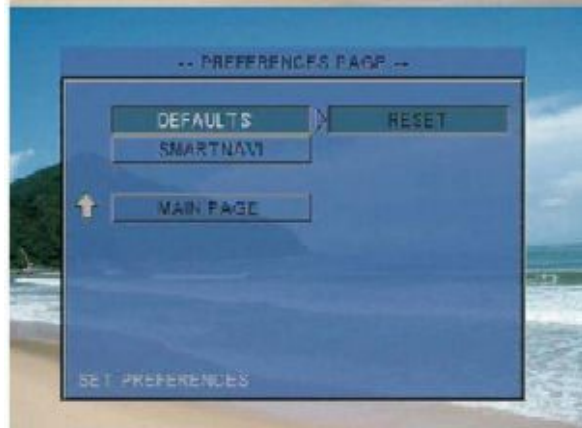 -- PREFERENCES PAGE --
DEFAULTS RESET
SMARTNAVI
MAIN PAGE
SET PREFERENCES